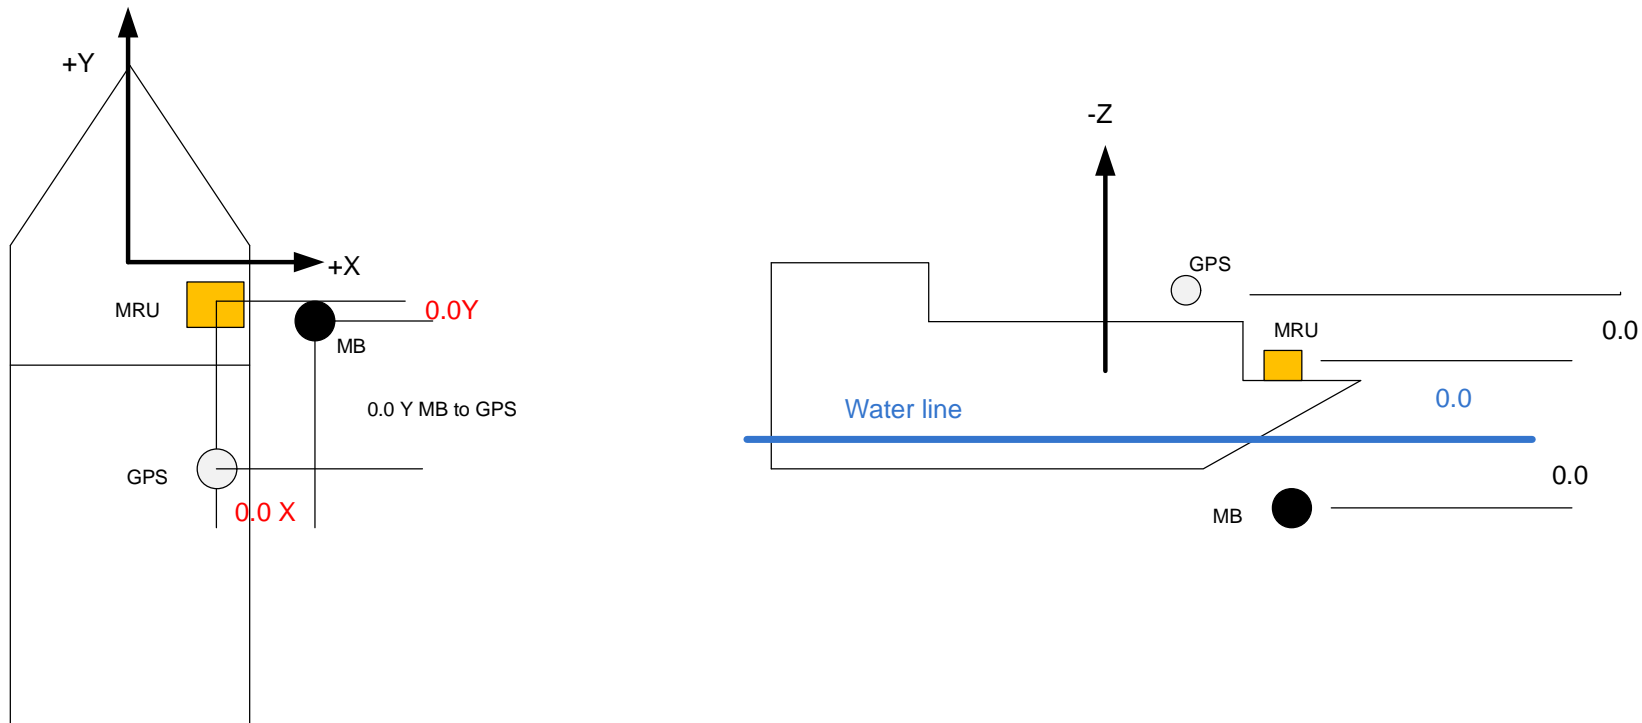 +Y
+X
MRU
0.0Y
MB
0.0 Y MB to GPS
GPS
0.0 X
-Z
GPS
0.0
MRU
0.0
Water line
0.0
MB